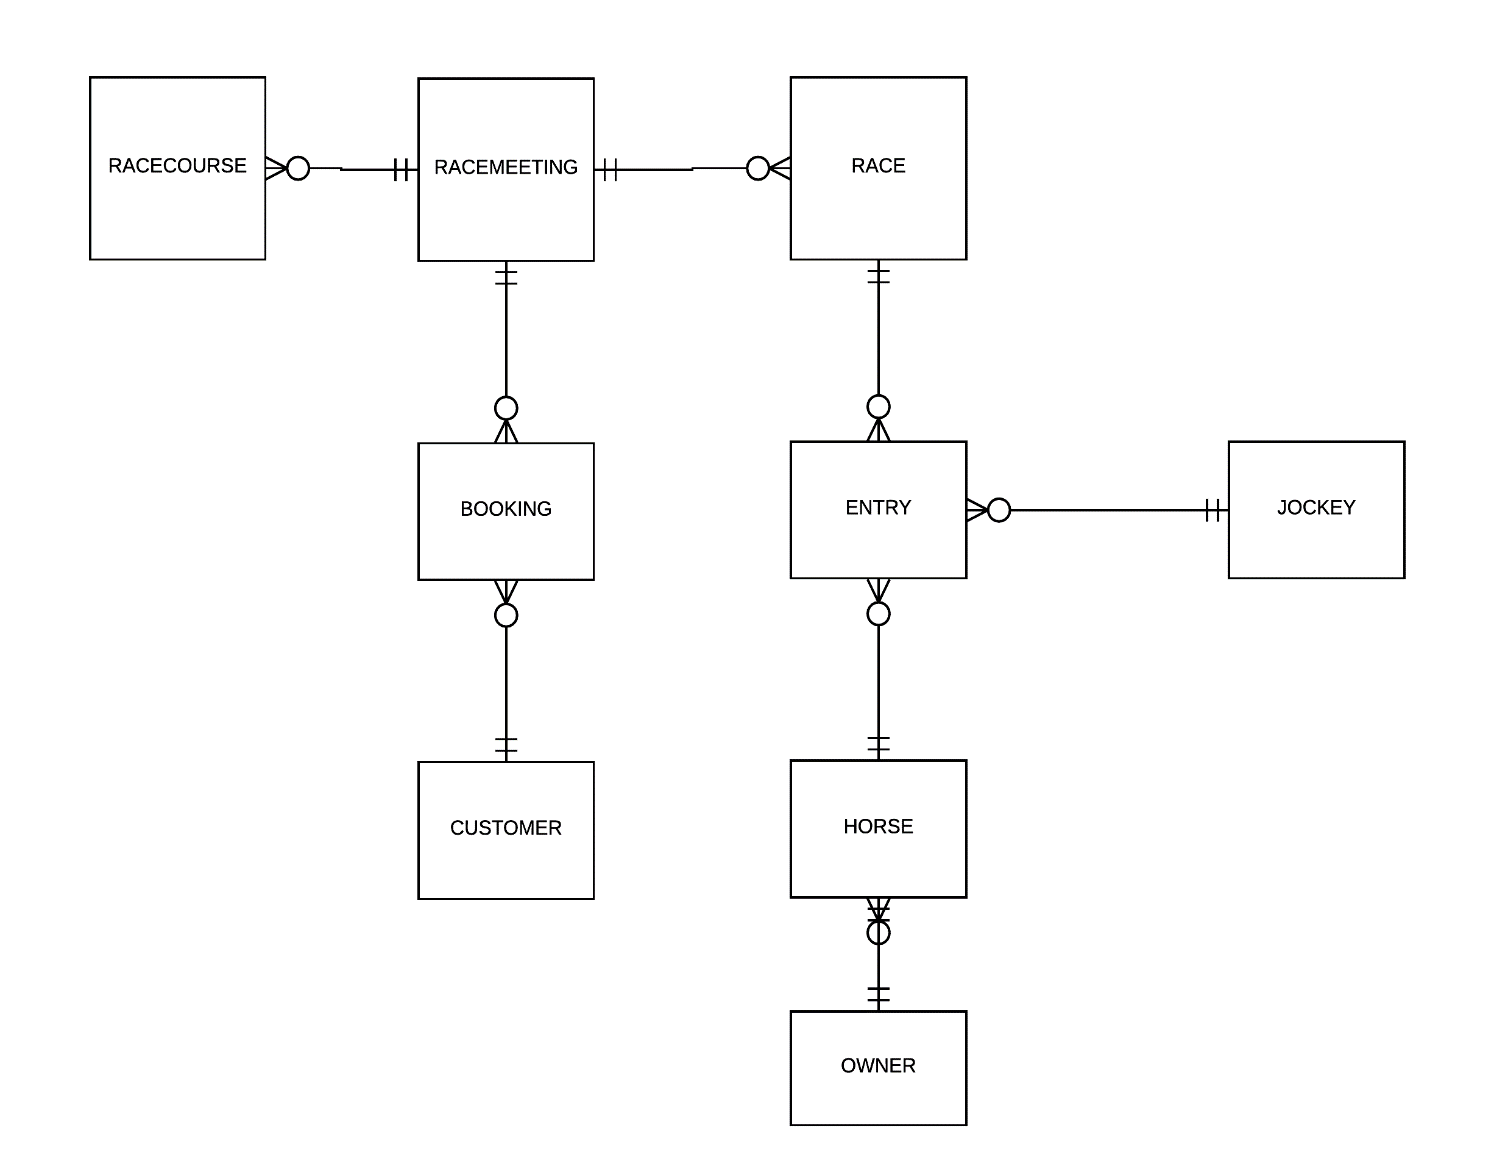 RACECOURSE
RACEMEETING
RACE
BOOKING
ENTRY
JOCKEY
CUSTOMER
HORSE
OWNER